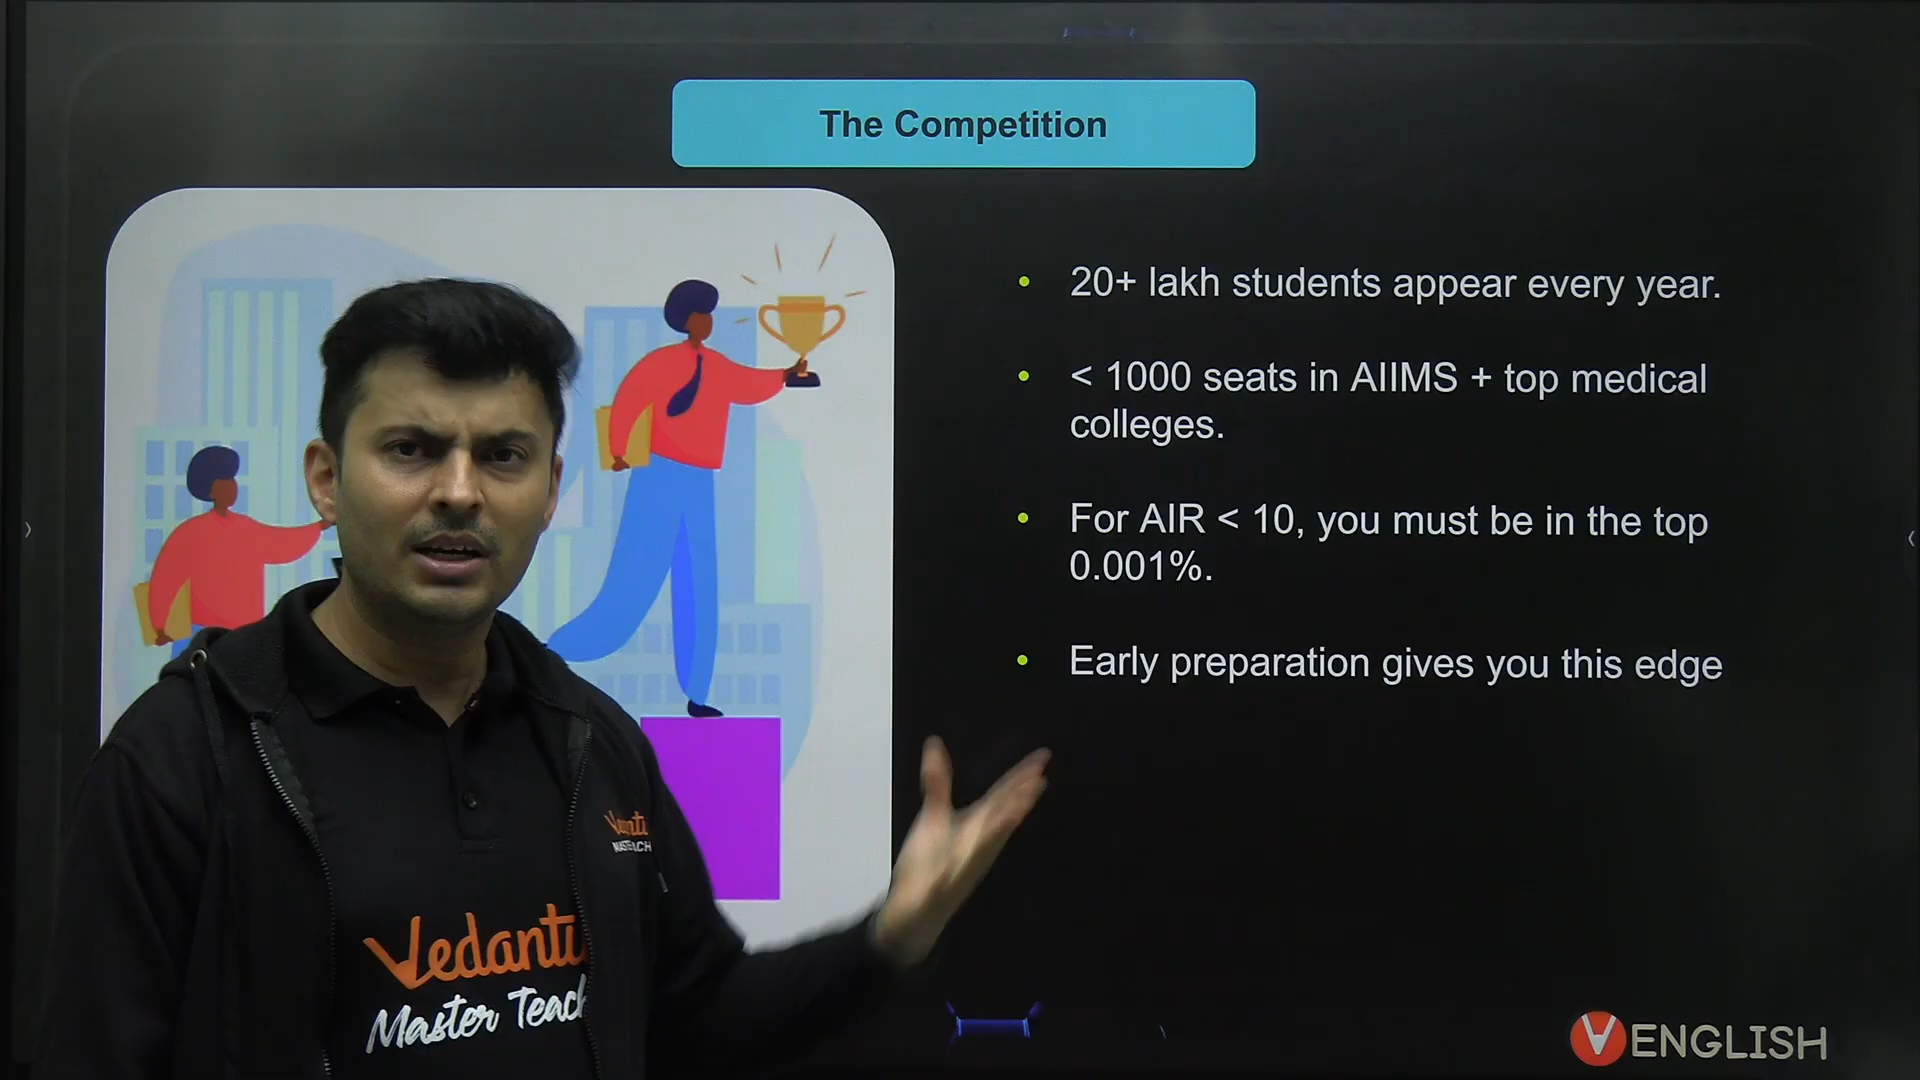 The Competition
20+ lakh students appear every year.
< 1000 seats in AIIMS + top medical
colleges.
For AIR < 10, you must be in the top
0.001%.
Early preparation gives you this edge
Vedantu
Master Teach
ENGLISH